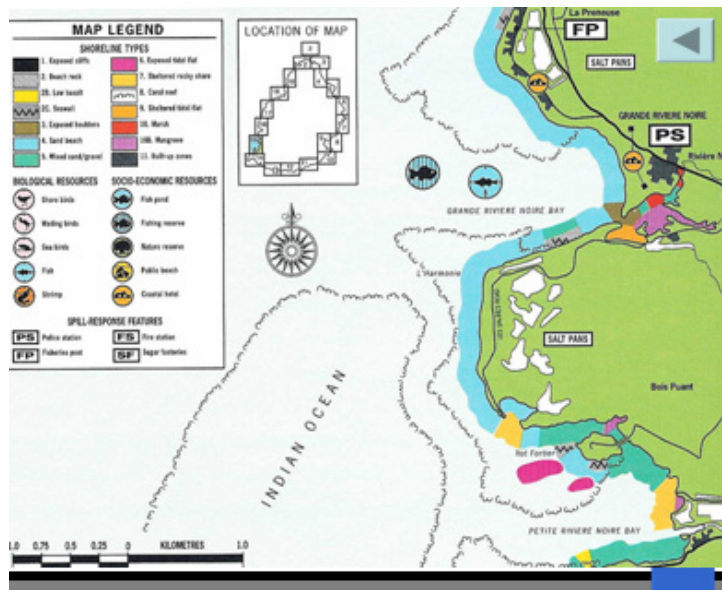 MAP LEGEND
SHORELINE TYPES
1. Exposed cliffs
2. Beach rock
2B. Low basalt
2C. Seawall
3. Exposed boulders
4. Sand beach
5. Mixed sand/gravel
6. Exposed tidal flat
7. Sheltered rocky shore
8. Coral reef
9. Sheltered tidal flat
10. Marsh
10B. Mangrove
11. Built-up zones
BIOLOGICAL RESOURCES
Shore birds
Wading birds
Sea birds
Fish
Shrimp
SOCIO-ECONOMIC RESOURCES
Fish pond
Fishing reserve
Nature reserve
Public beach
Coastal hotel
SPILL-RESPONSE FEATURES
PS Police station
FP Fisheries post
FS Fire station
SF Sugar factories
LOCATION OF MAP
La Preneuse
FP
SALT PANS
GRANDE RIVIERE NOIRE
PS
Rivière N
GRANDE RIVIERE NOIRE BAY
L'Harmonie
SALT PANS
Bois Puant
INDIAN OCEAN
Ilot Fortier
PETITE RIVIERE NOIRE BAY
1.0 0.75 0.5 0.25 0 KILOMETRES 1.0